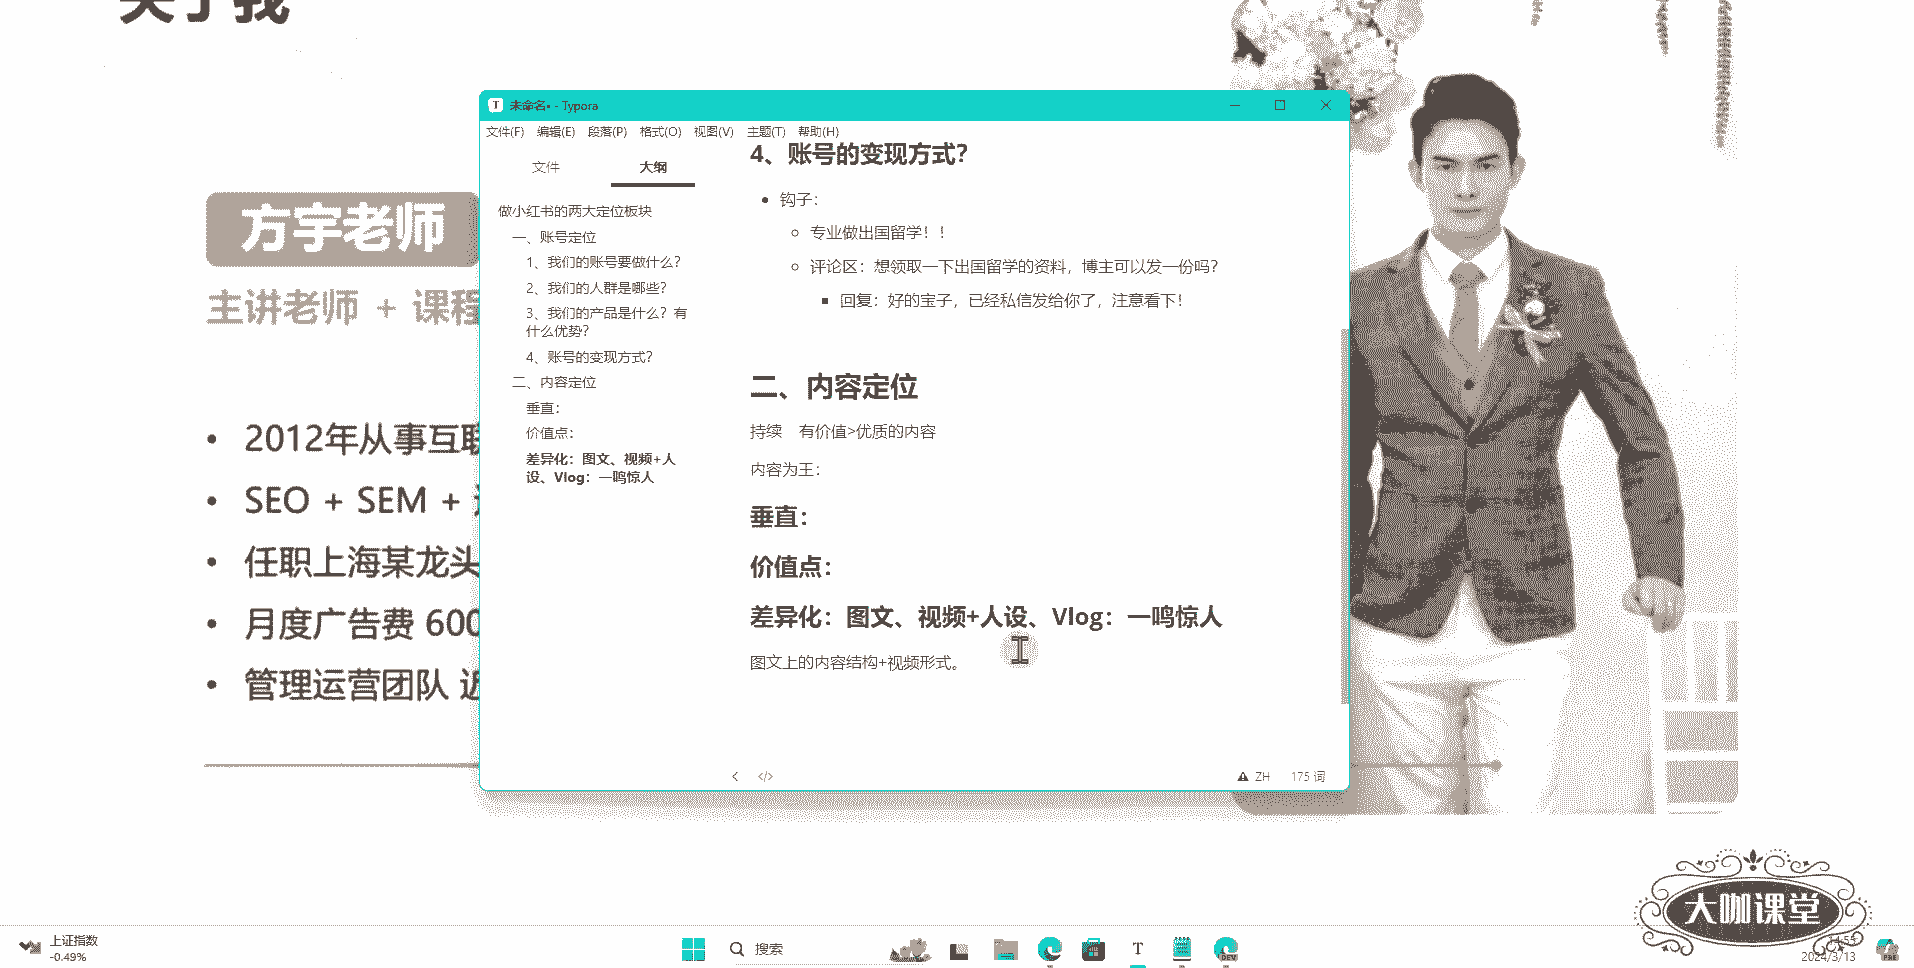 关于我
方宇老师
主讲老师 + 课程
2012年从事互联
SEO + SEM +
任职上海某龙头
月度广告费 600
管理运营团队 近
未命名• - Typora
文件(F) 编辑(E) 段落(P) 格式(O) 视图(V) 主题(T) 帮助(H)
文件 大纲
做小红书的两大定位板块
一、账号定位
1、我们的账号要做什么?
2、我们的人群是哪些?
3、我们的产品是什么? 有
什么优势?
4、账号的变现方式?
二、内容定位
垂直:
价值点:
差异化: 图文、视频+人
设、Vlog: 一鸣惊人
4、账号的变现方式?
钩子:
专业做出国留学! !
评论区: 想领取一下出国留学的资料, 博主可以发一份吗?
回复: 好的宝子, 已经私信发给你了, 注意看下!
二、内容定位
持续 有价值>优质的内容
内容为王:
垂直:
价值点:
差异化: 图文、视频+人设、Vlog: 一鸣惊人
图文上的内容结构+视频形式。
ZH 175 词
大咖课堂
上证指数
-0.49%
搜索
T
DEV
2024/3/13
PRE